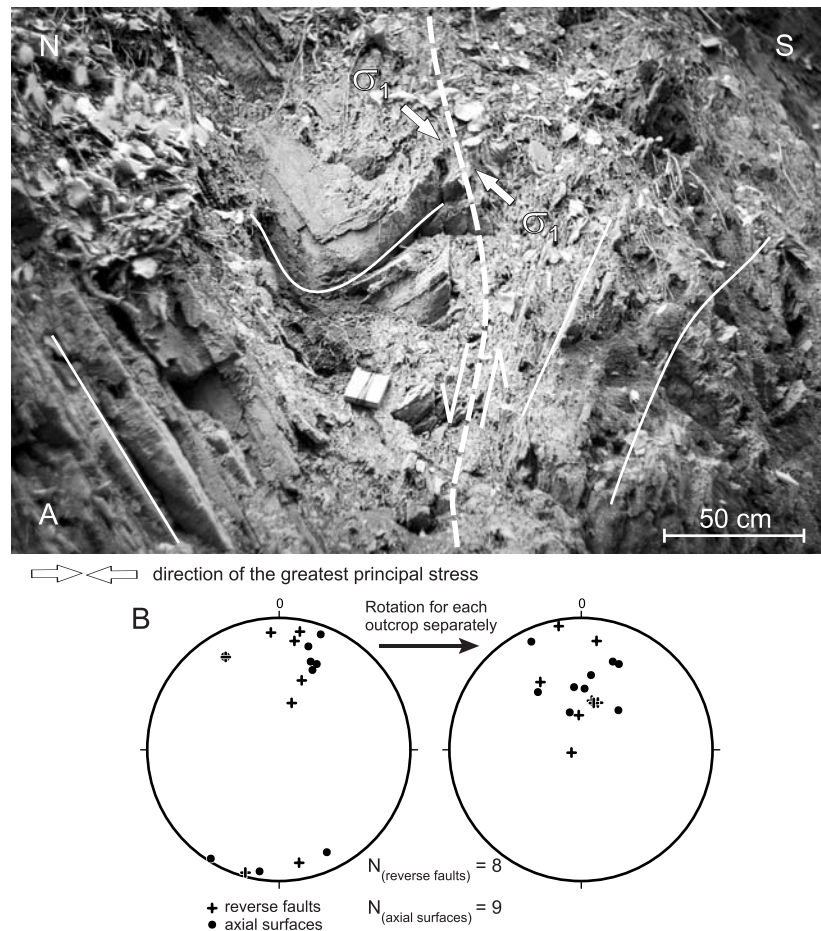 N
S
σ1
σ1
A
50 cm
direction of the greatest principal stress
B
0
Rotation for each
outcrop separately
0
N(reverse faults) = 8
N(axial surfaces) = 9
reverse faults
axial surfaces